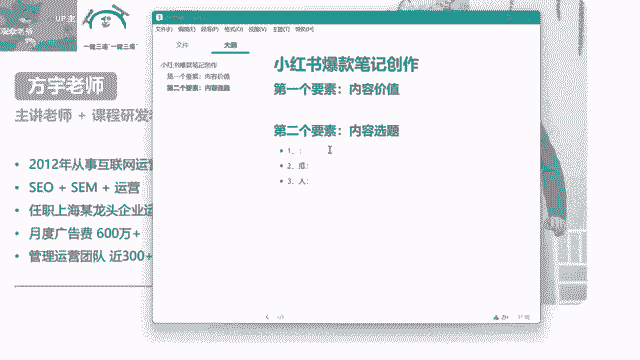 UP主
一键三连 一键三连
方宇老师
主讲老师 + 课程研发
2012年从事互联网运营
SEO + SEM + 运营
任职上海某龙头企业运
月度广告费 600万+
管理运营团队 近300+
文件(F) 编辑(E) 段落(P) 格式(O) 视图(V) 主题(T) 帮助(H)
文件 大纲
小红书爆款笔记创作
第一个要素：内容价值
第二个要素：内容选题
小红书爆款笔记创作
第一个要素：内容价值
第二个要素：内容选题
1、：
2、瓜：
3、人：